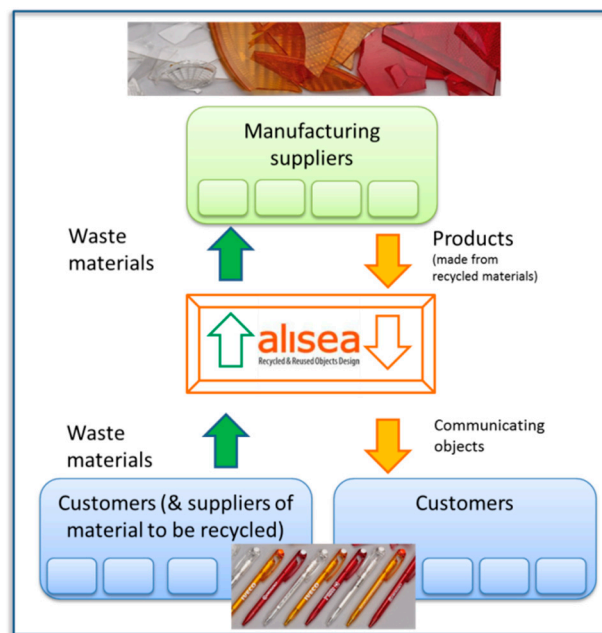 Manufacturing
suppliers
Waste
materials
Products
(made from
recycled materials)
alisea
Recycled & Reused Objects Design
Waste
materials
Communicating
objects
Customers (& suppliers of
material to be recycled)
Customers